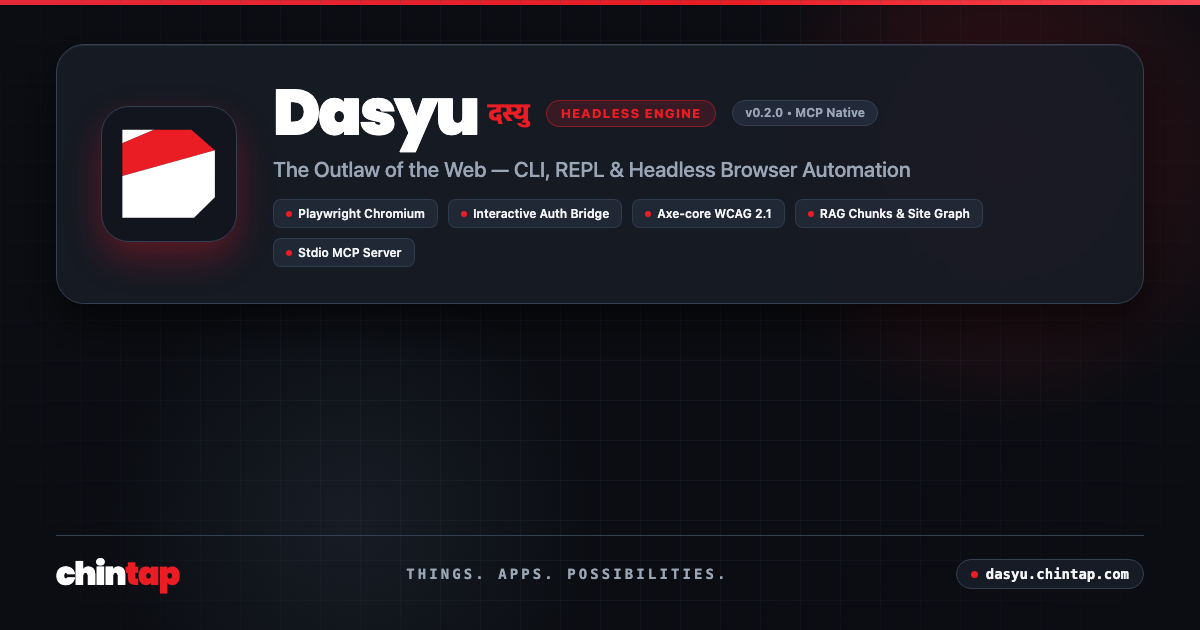 Dasyu दस्यु HEADLESS ENGINE v0.2.0 • MCP Native
The Outlaw of the Web — CLI, REPL & Headless Browser Automation
Playwright Chromium Interactive Auth Bridge Axe-core WCAG 2.1 RAG Chunks & Site Graph
Stdio MCP Server
chintap THINGS. APPS. POSSIBILITIES. dasyu.chintap.com